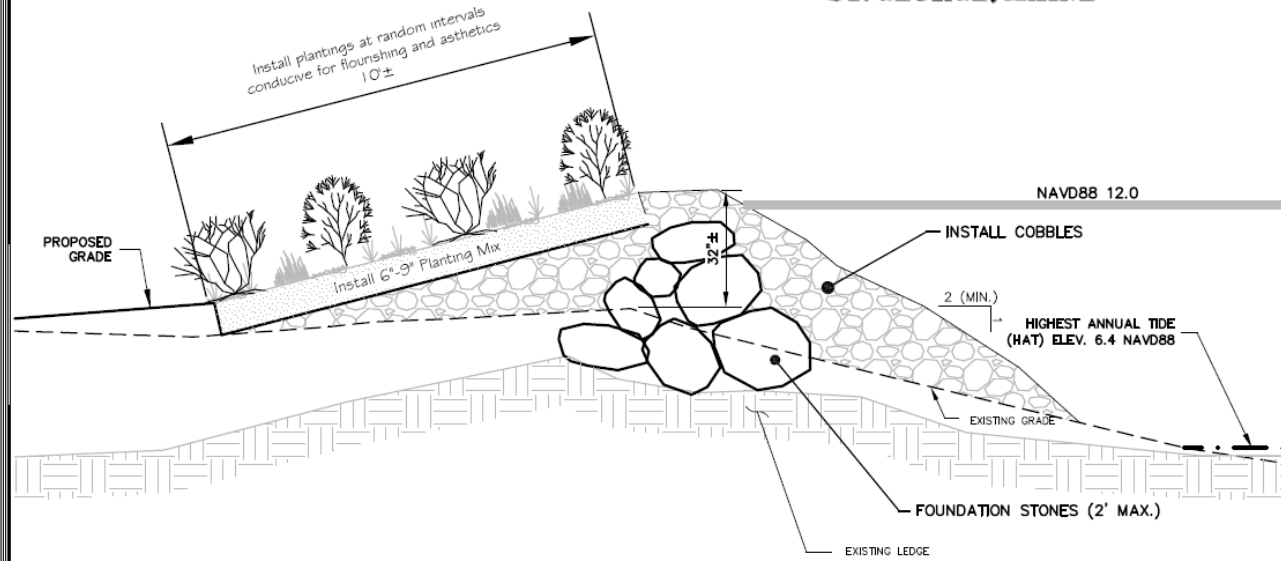 Install plantings at random intervals
conducive for flourishing and asthetics
10'±
NAVD88 12.0
PROPOSED
GRADE
INSTALL COBBLES
32"±
Install 6"-9" Planting Mix
2 (MIN.)
HIGHEST ANNUAL TIDE
(HAT) ELEV. 6.4 NAVD88
EXISTING GRADE
FOUNDATION STONES (2' MAX.)
EXISTING LEDGE